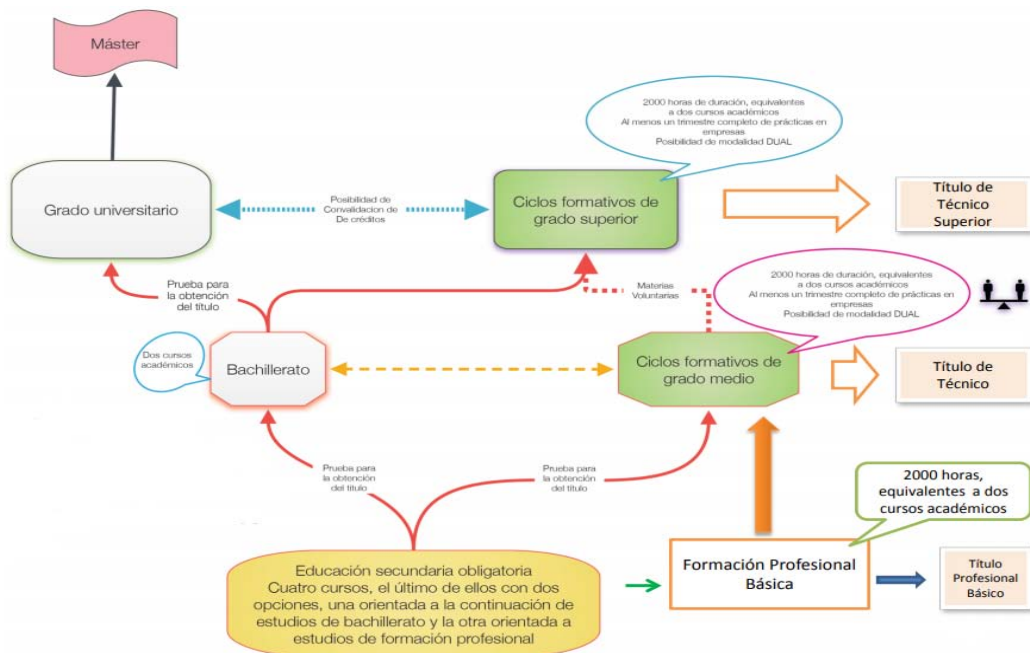 Máster
2000 horas de duración, equivalentes
a dos cursos académicos
Al menos un trimestre completo de prácticas en
empresas
Posibilidad de modalidad DUAL
Grado universitario
Posibilidad de
Convalidacion de
De créditos
Ciclos formativos de
grado superior
Título de
Técnico
Superior
Prueba para
la obtención
del título
Materias
Voluntarias
2000 horas de duración, equivalentes
a dos cursos académicos
Al menos un trimestre completo de prácticas en
empresas
Posibilidad de modalidad DUAL
Dos cursos
académicos
Bachillerato
Ciclos formativos de
grado medio
Título de
Técnico
Prueba para
la obtención
del título
Prueba para
la obtención
del título
2000 horas,
equivalentes a dos
cursos académicos
Educación secundaria obligatoria
Cuatro cursos, el último de ellos con dos
opciones, una orientada a la continuación de
estudios de bachillerato y la otra orientada a
estudios de formación profesional
Formación Profesional
Básica
Título
Profesional
Básico